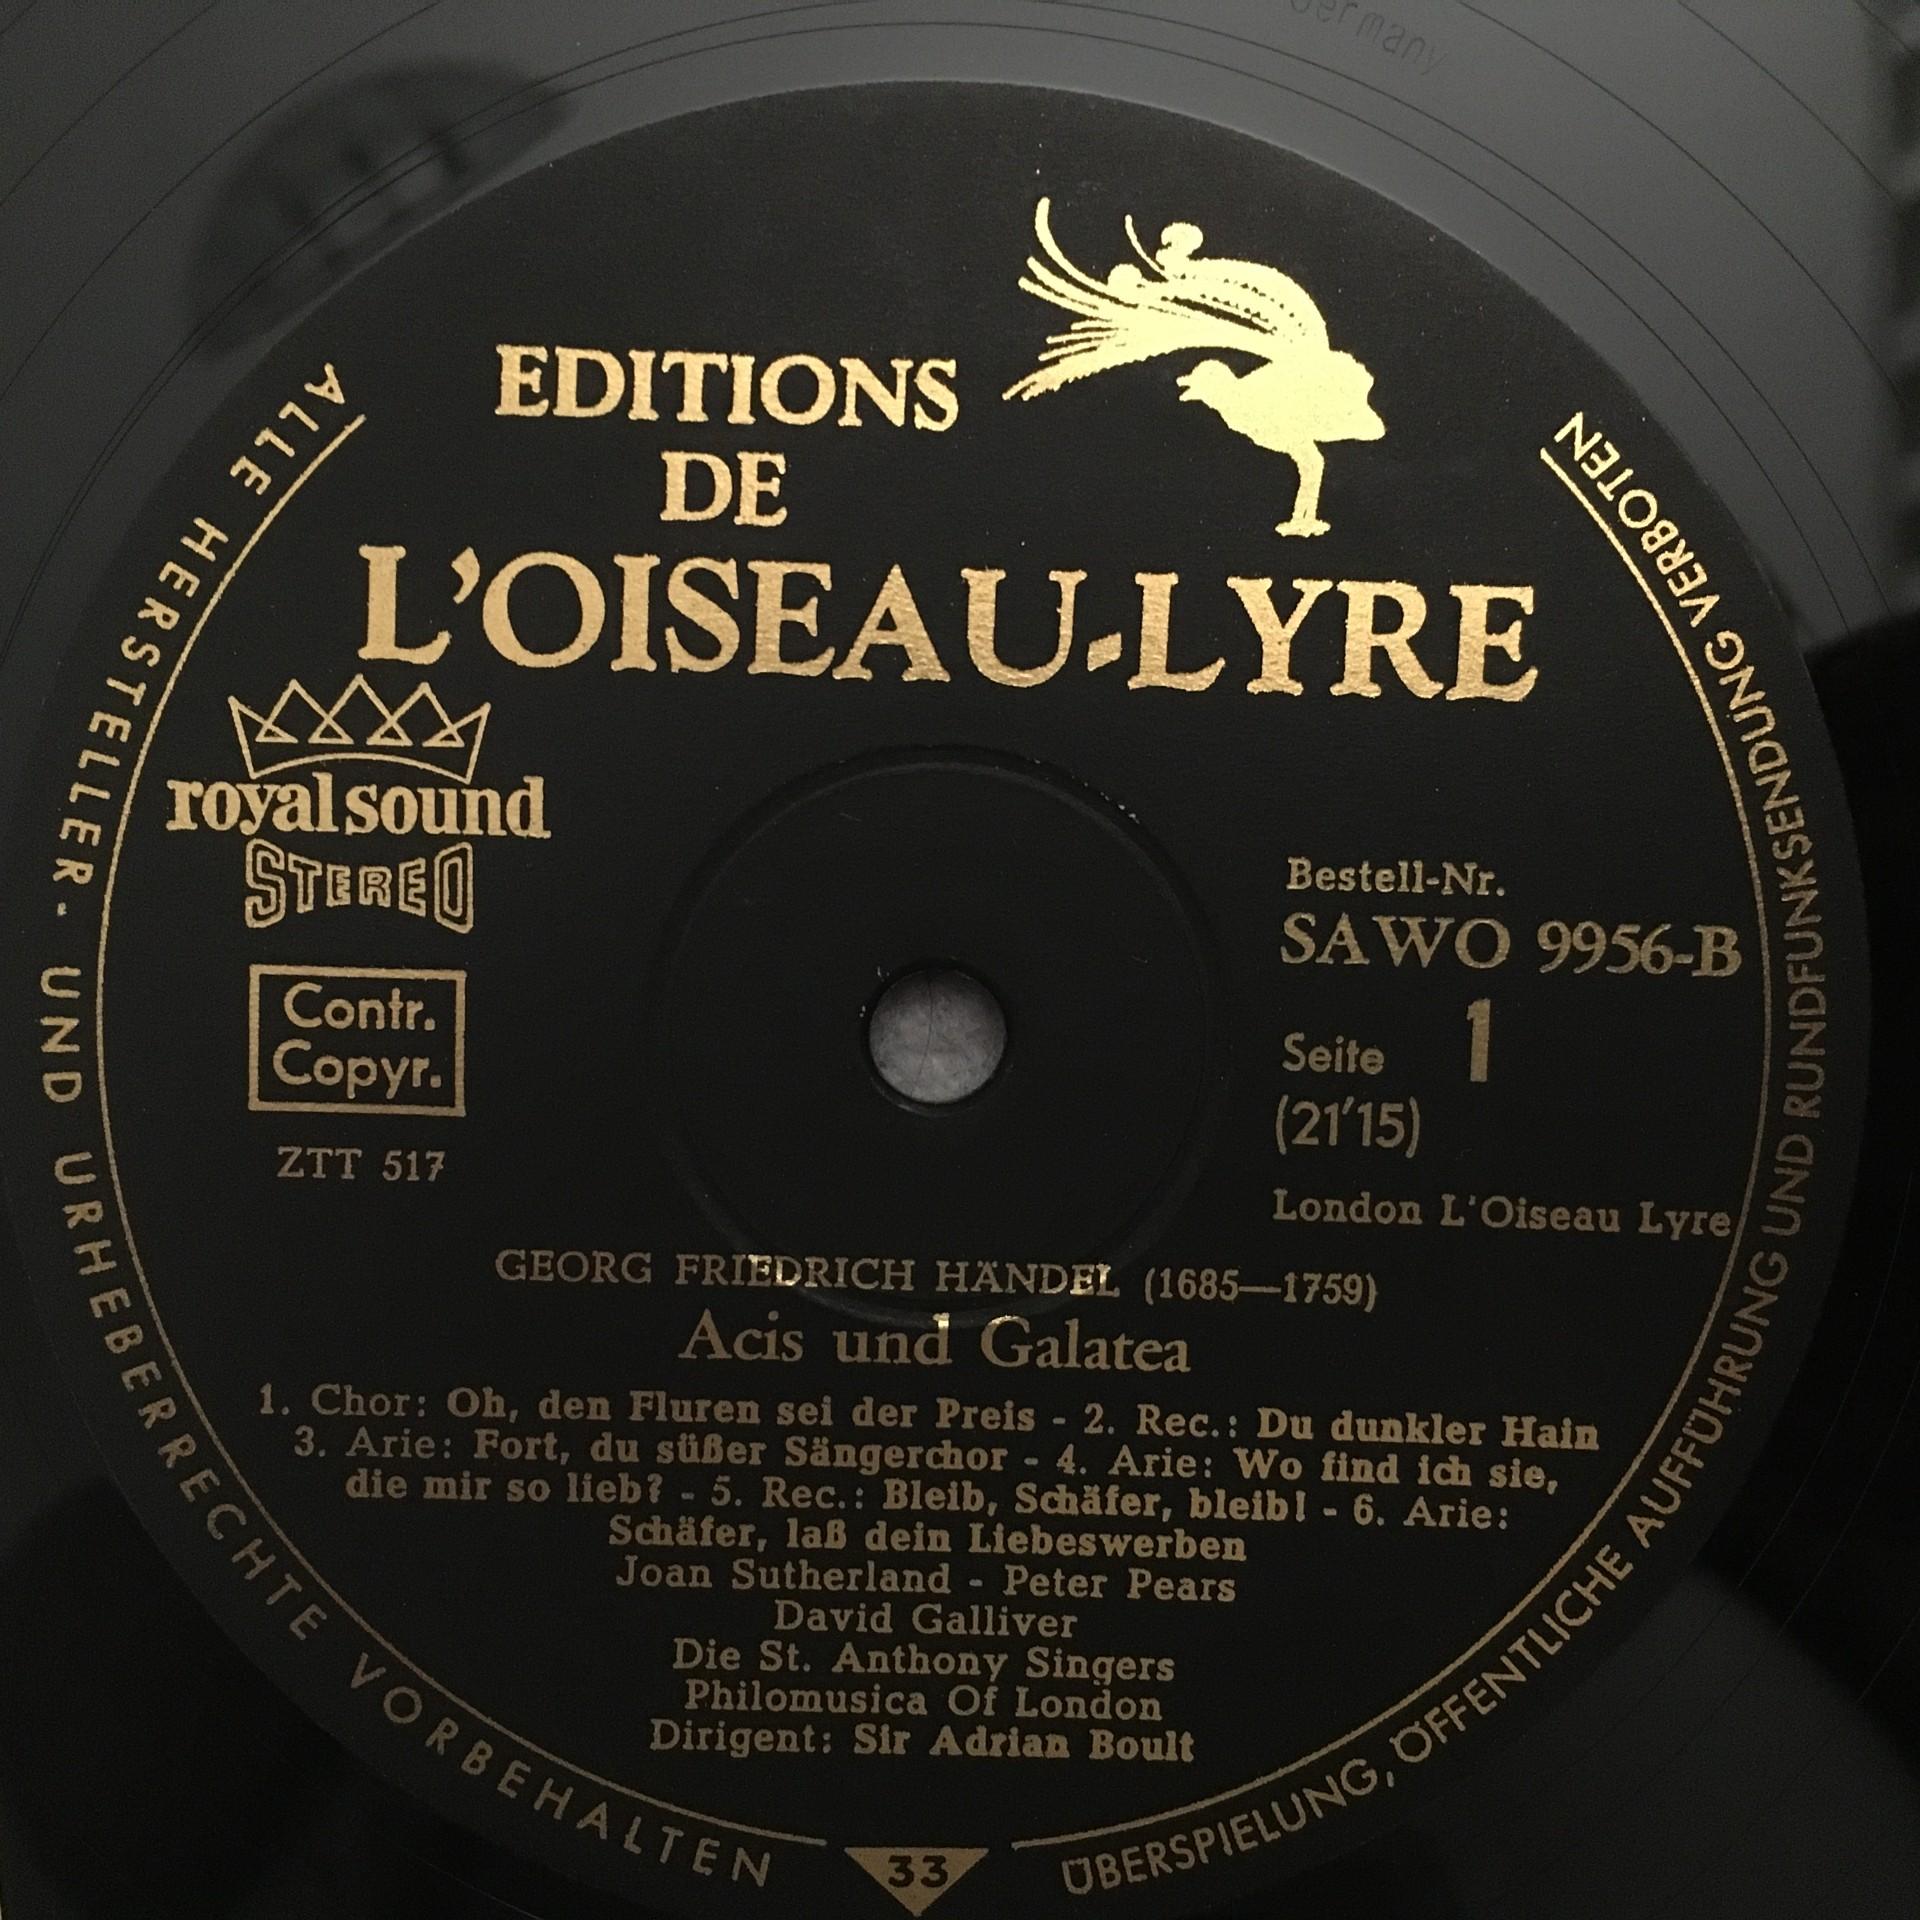 Germany
EDITIONS
DE
L'OISEAU-LYRE
royal sound
STEREO
Contr.
Copyr.
ZTT 517
Bestell-Nr.
SAWO 9956-B
Seite 1
(21'15)
London L'Oiseau Lyre
GEORG FRIEDRICH HÄNDEL (1685—1759)
Acis und Galatea
1. Chor: Oh, den Fluren sei der Preis - 2. Rec.: Du dunkler Hain
3. Arie: Fort, du süßer Sängerchor - 4. Arie: Wo find ich sie,
die mir so lieb? - 5. Rec.: Bleib, Schäfer, bleib! - 6. Arie:
Schäfer, laß dein Liebeswerben
Joan Sutherland - Peter Pears
David Galliver
Die St. Anthony Singers
Philomusica Of London
Dirigent: Sir Adrian Boult
ALLE HERSTELLER- UND URHEBERRECHTE VORBEHALTEN
33
ÜBERSPIELUNG, ÖFFENTLICHE AUFFÜHRUNG UND RUNDFUNKSENDUNG VERBOTEN